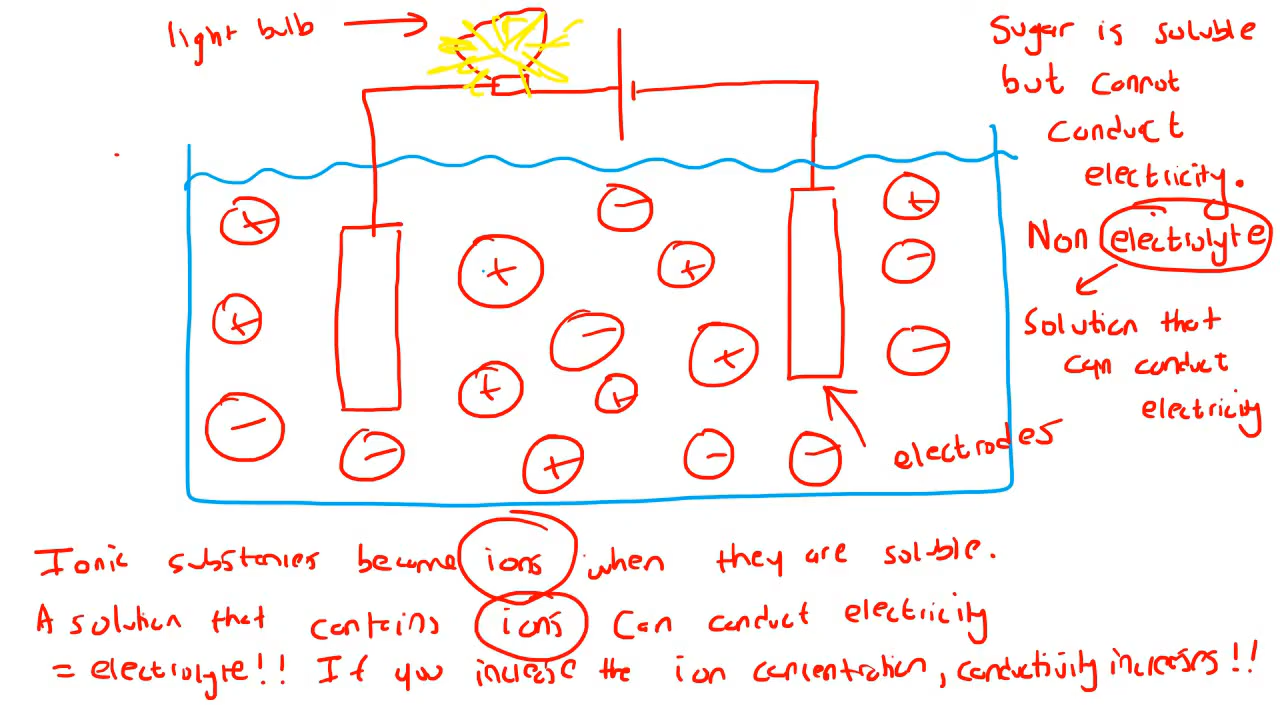 light bulb
Sugar is soluble
but cannot
conduct
electricity.
Non electrolyte
Solution that
can conduct
electricity
electrodes
Ionic substances become ions when they are soluble.
A solution that contains ions can conduct electricity
= electrolyte!! If you increase the ion concentration, conductivity increases!!